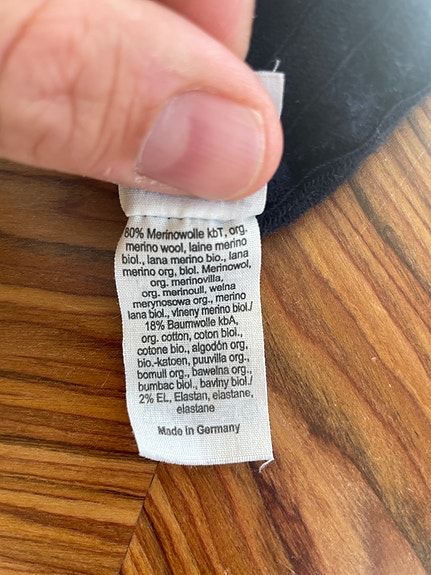 80% Merinowolle kbT, org.
merino wool, laine merino
biol., lana merino bio., lana
merino org, biol. Merinowol,
org. merinovilla,
org. merinoull, wełna
merynosowa org., merino
lana biol., vlneny merino biol./
18% Baumwolle kbA,
org. cotton, coton biol.,
cotone bio., algodón org.,
bio.-katoen, puuvilla org.,
bomull org., bawełna org.,
bumbac biol., bavlny biol./
2% EL, Elastan, elastane,
elastane
Made in Germany